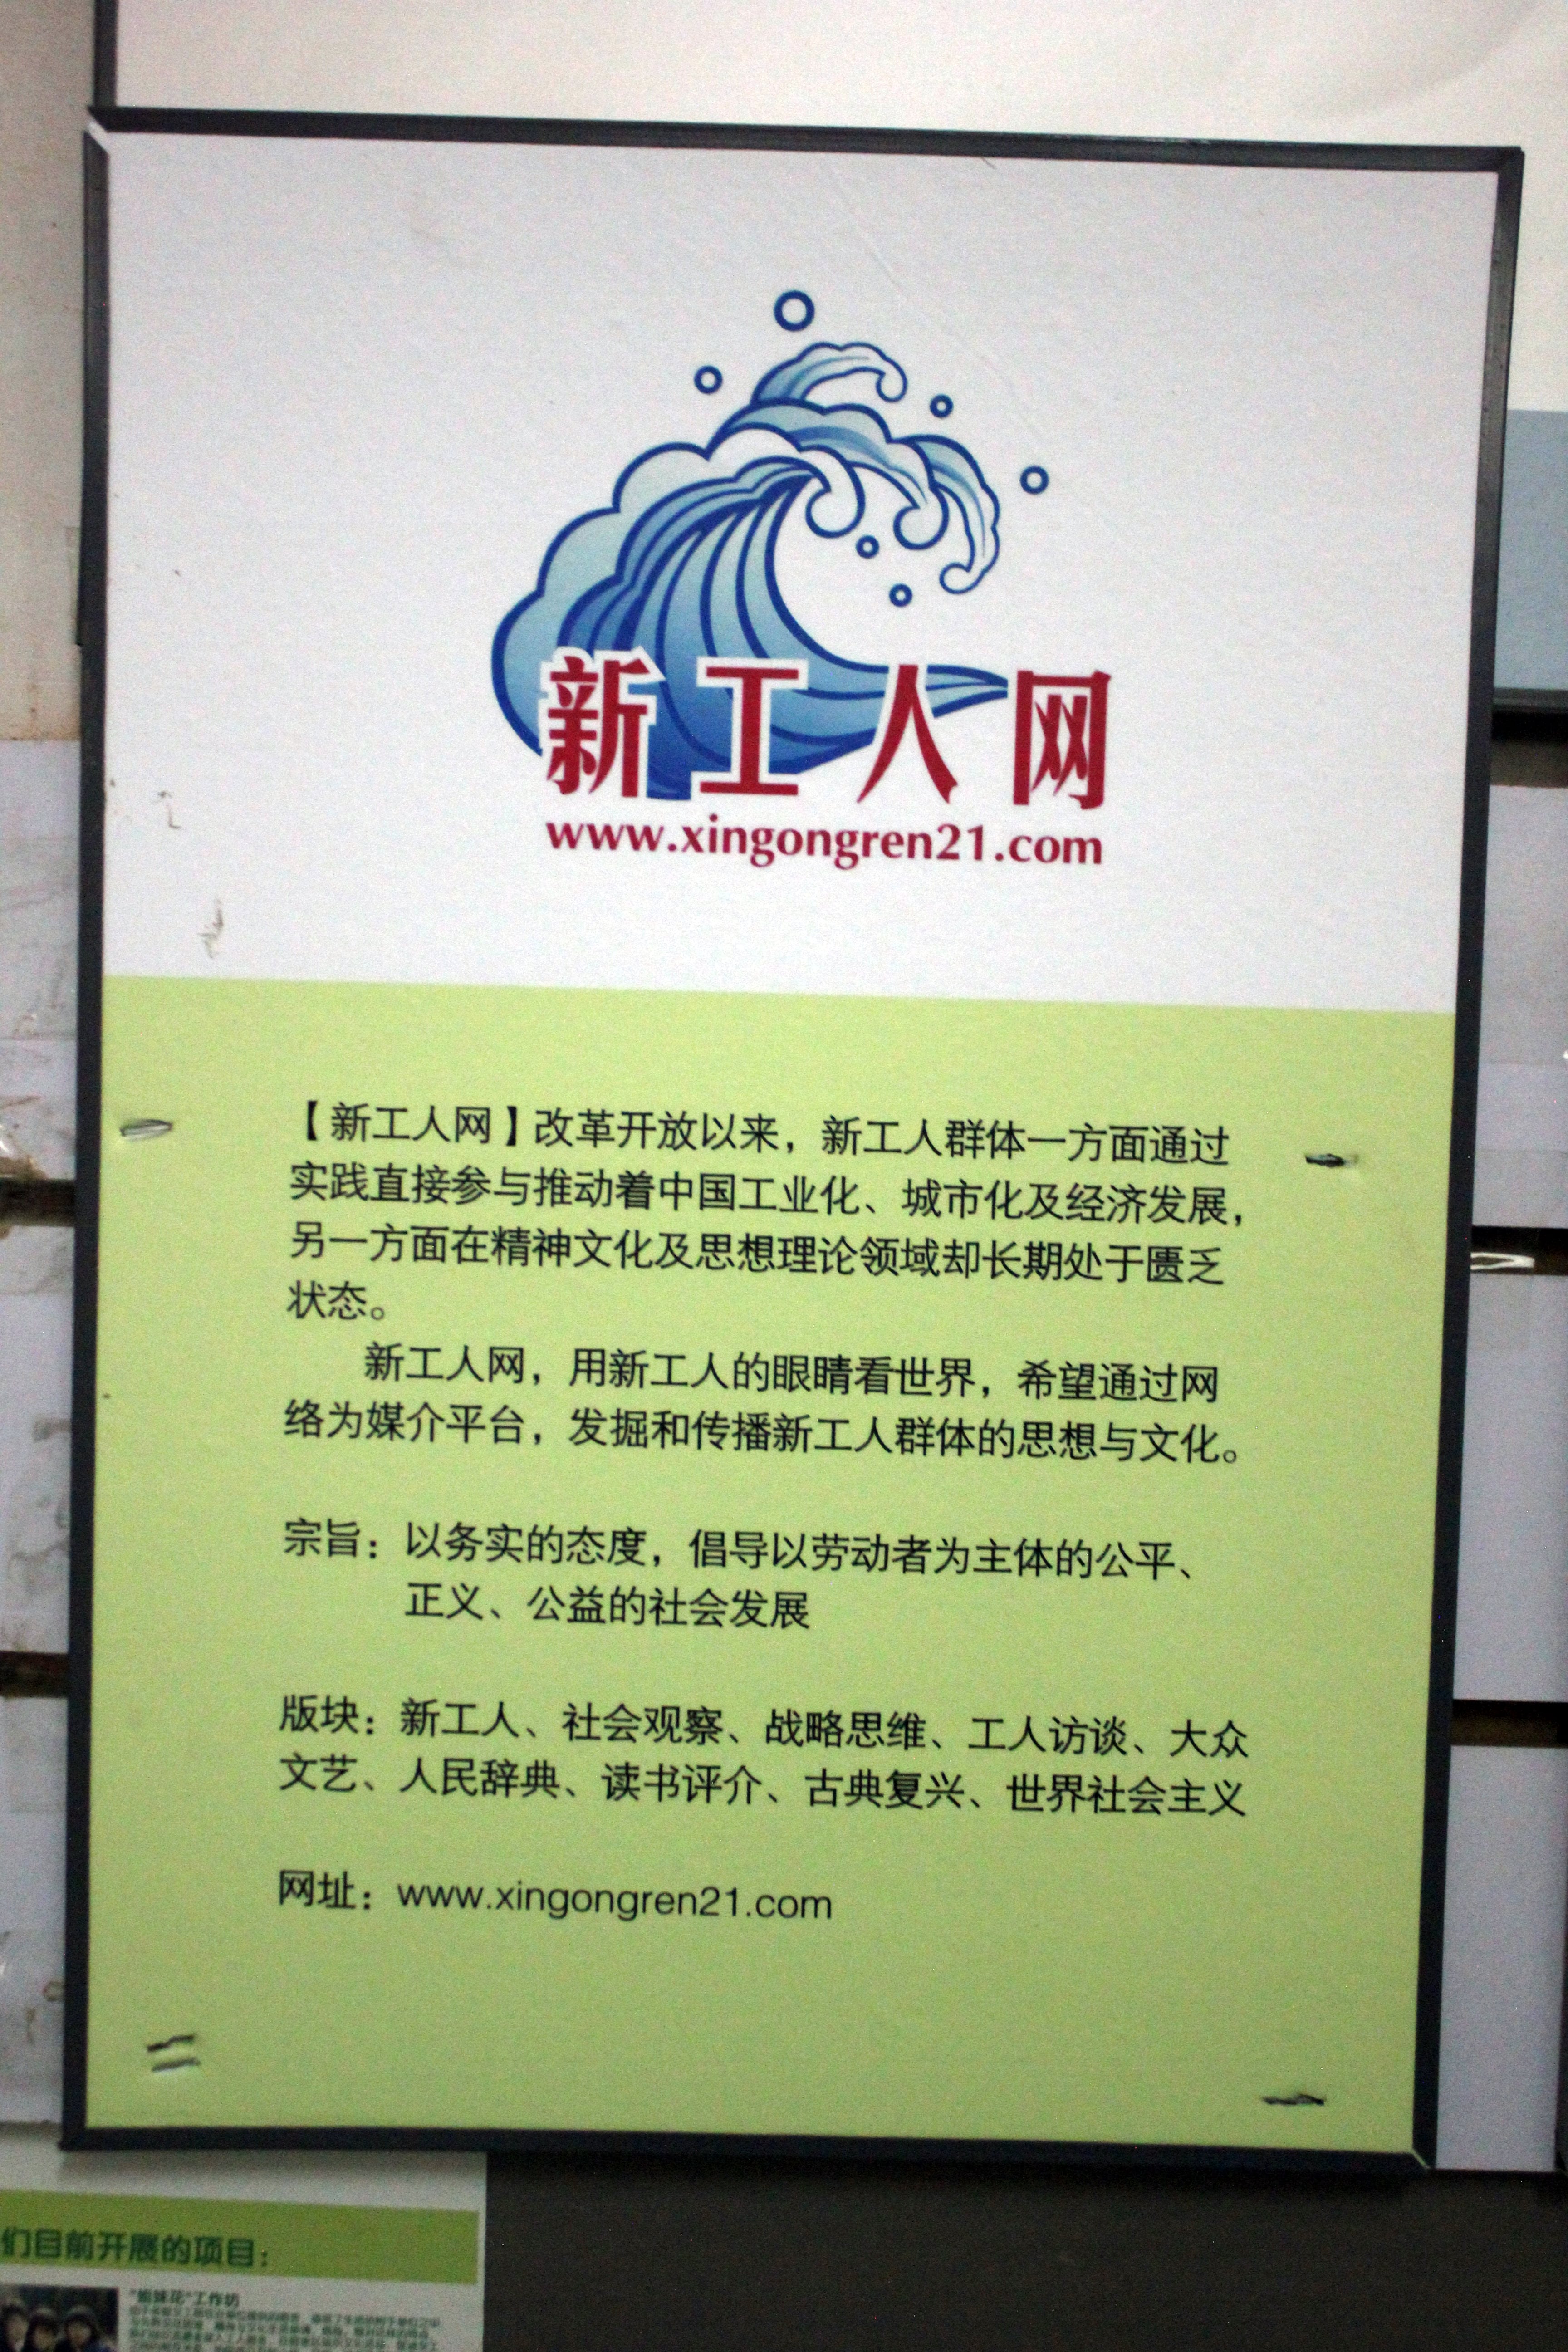 新工人网
www.xingongren21.com
【新工人网】改革开放以来，新工人群体一方面通过
实践直接参与推动着中国工业化、城市化及经济发展，
另一方面在精神文化及思想理论领域却长期处于匮乏
状态。
新工人网，用新工人的眼睛看世界，希望通过网
络为媒介平台，发掘和传播新工人群体的思想与文化。
宗旨：以务实的态度，倡导以劳动者为主体的公平、
正义、公益的社会发展
版块：新工人、社会观察、战略思维、工人访谈、大众
文艺、人民辞典、读书评介、古典复兴、世界社会主义
网址：www.xingongren21.com
们目前开展的项目：
"姐妹花"工作坊